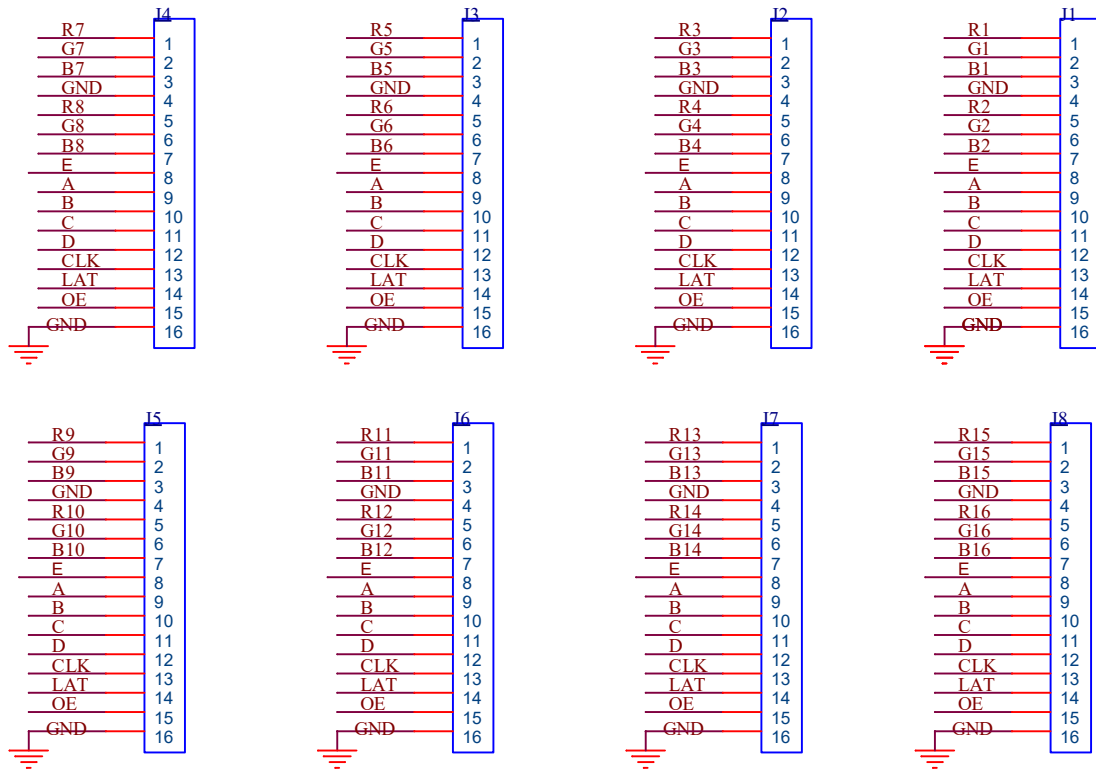 J4
R7 1
G7 2
B7 3
GND 4
R8 5
G8 6
B8 7
E 8
A 9
B 10
C 11
D 12
CLK 13
LAT 14
OE 15
GND 16
J3
R5 1
G5 2
B5 3
GND 4
R6 5
G6 6
B6 7
E 8
A 9
B 10
C 11
D 12
CLK 13
LAT 14
OE 15
GND 16
J2
R3 1
G3 2
B3 3
GND 4
R4 5
G4 6
B4 7
E 8
A 9
B 10
C 11
D 12
CLK 13
LAT 14
OE 15
GND 16
J1
R1 1
G1 2
B1 3
GND 4
R2 5
G2 6
B2 7
E 8
A 9
B 10
C 11
D 12
CLK 13
LAT 14
OE 15
GND 16
J5
R9 1
G9 2
B9 3
GND 4
R10 5
G10 6
B10 7
E 8
A 9
B 10
C 11
D 12
CLK 13
LAT 14
OE 15
GND 16
J6
R11 1
G11 2
B11 3
GND 4
R12 5
G12 6
B12 7
E 8
A 9
B 10
C 11
D 12
CLK 13
LAT 14
OE 15
GND 16
J7
R13 1
G13 2
B13 3
GND 4
R14 5
G14 6
B14 7
E 8
A 9
B 10
C 11
D 12
CLK 13
LAT 14
OE 15
GND 16
J8
R15 1
G15 2
B15 3
GND 4
R16 5
G16 6
B16 7
E 8
A 9
B 10
C 11
D 12
CLK 13
LAT 14
OE 15
GND 16